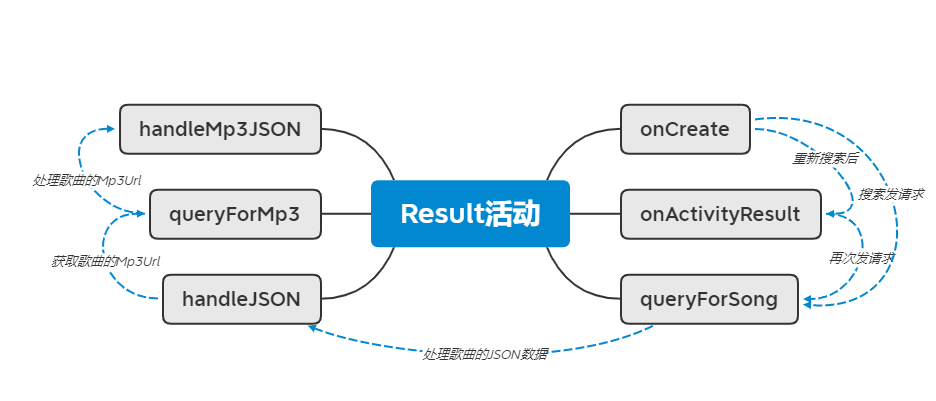 handleMp3JSON
onCreate
重新搜索后
处理歌曲的Mp3Url
搜索发请求
queryForMp3
Result活动
onActivityResult
获取歌曲的Mp3Url
再次发请求
handleJSON
queryForSong
处理歌曲的JSON数据